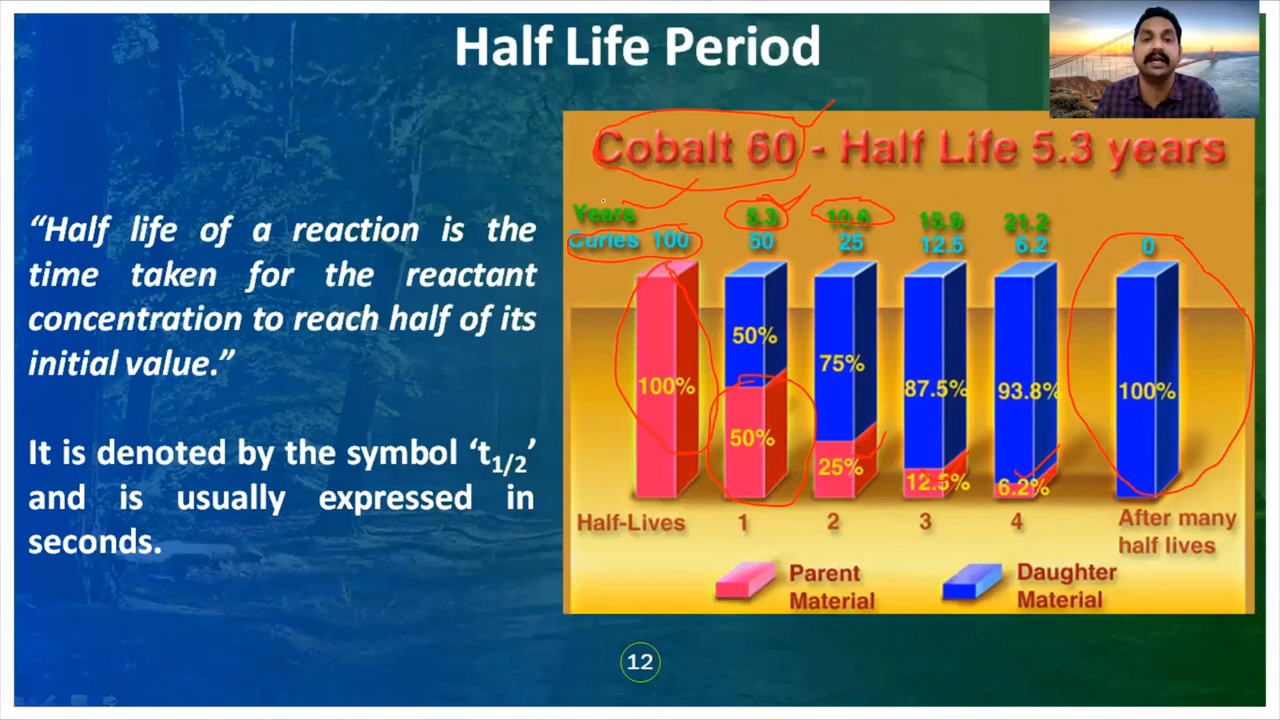 Half Life Period
“Half life of a reaction is the
time taken for the reactant
concentration to reach half of its
initial value.”
It is denoted by the symbol ‘t1/2’
and is usually expressed in
seconds.
Cobalt 60 - Half Life 5.3 years
Years 5.3 10.6 15.9 21.2
Curies 100 50 25 12.5 6.2 0
50% 75% 87.5% 93.8% 100%
100% 50% 25% 12.5% 6.2%
Half-Lives 1 2 3 4 After many
half lives
Parent
Material
Daughter
Material
12